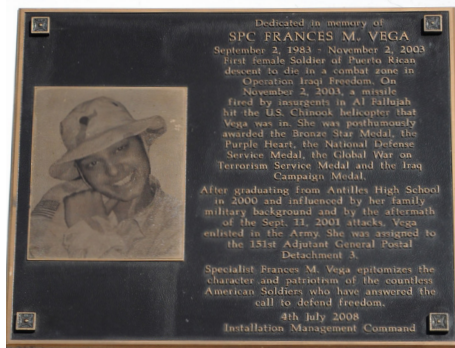 Dedicated in memory of
SPC FRANCES M. VEGA
September 2, 1983 - November 2, 2003
First female Soldier of Puerto Rican
descent to die in a combat zone in
Operation Iraqi Freedom. On
November 2, 2003, a missile
fired by insurgents in Al Fallujah
hit the U.S. Chinook helicopter that
Vega was in. She was posthumously
awarded the Bronze Star Medal, the
Purple Heart, the National Defense
Service Medal, the Global War on
Terrorism Service Medal and the Iraq
Campaign Medal.
After graduating from Antilles High School
in 2000 and influenced by her family
military background and by the aftermath
of the Sept. 11, 2001 attacks, Vega
enlisted in the Army. She was assigned to
the 151st Adjutant General Postal
Detachment 3.
Specialist Frances M. Vega epitomizes the
character and patriotism of the countless
American Soldiers who have answered the
call to defend freedom.
4th July 2008
Installation Management Command